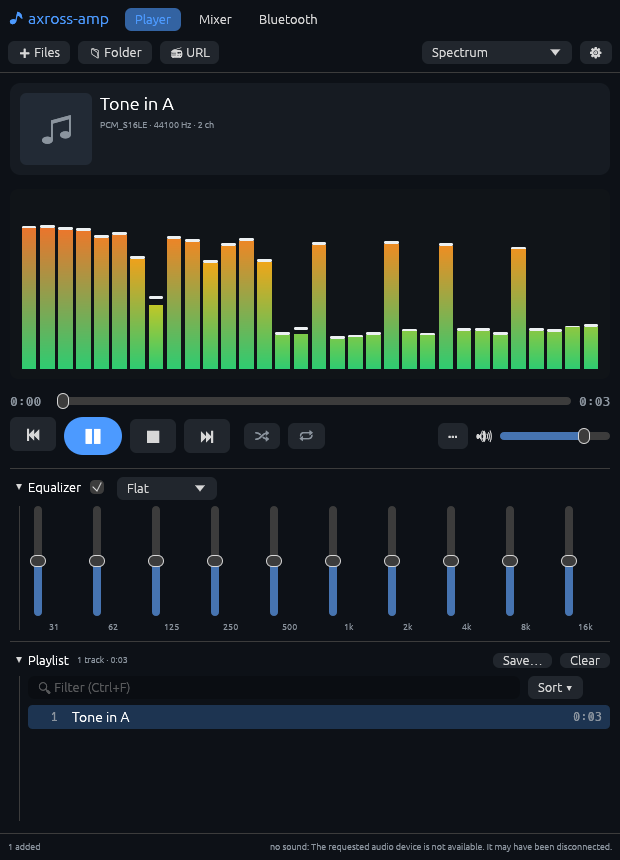 axross-amp Player Mixer Bluetooth
Files Folder URL Spectrum
Tone in A
PCM_S16LE · 44100 Hz · 2 ch
0:00 0:03
...
Equalizer Flat
31 62 125 250 500 1k 2k 4k 8k 16k
Playlist 1 track · 0:03 Save... Clear
Filter (Ctrl+F) Sort ▾
1 Tone in A 0:03
1 added no sound: The requested audio device is not available. It may have been disconnected.